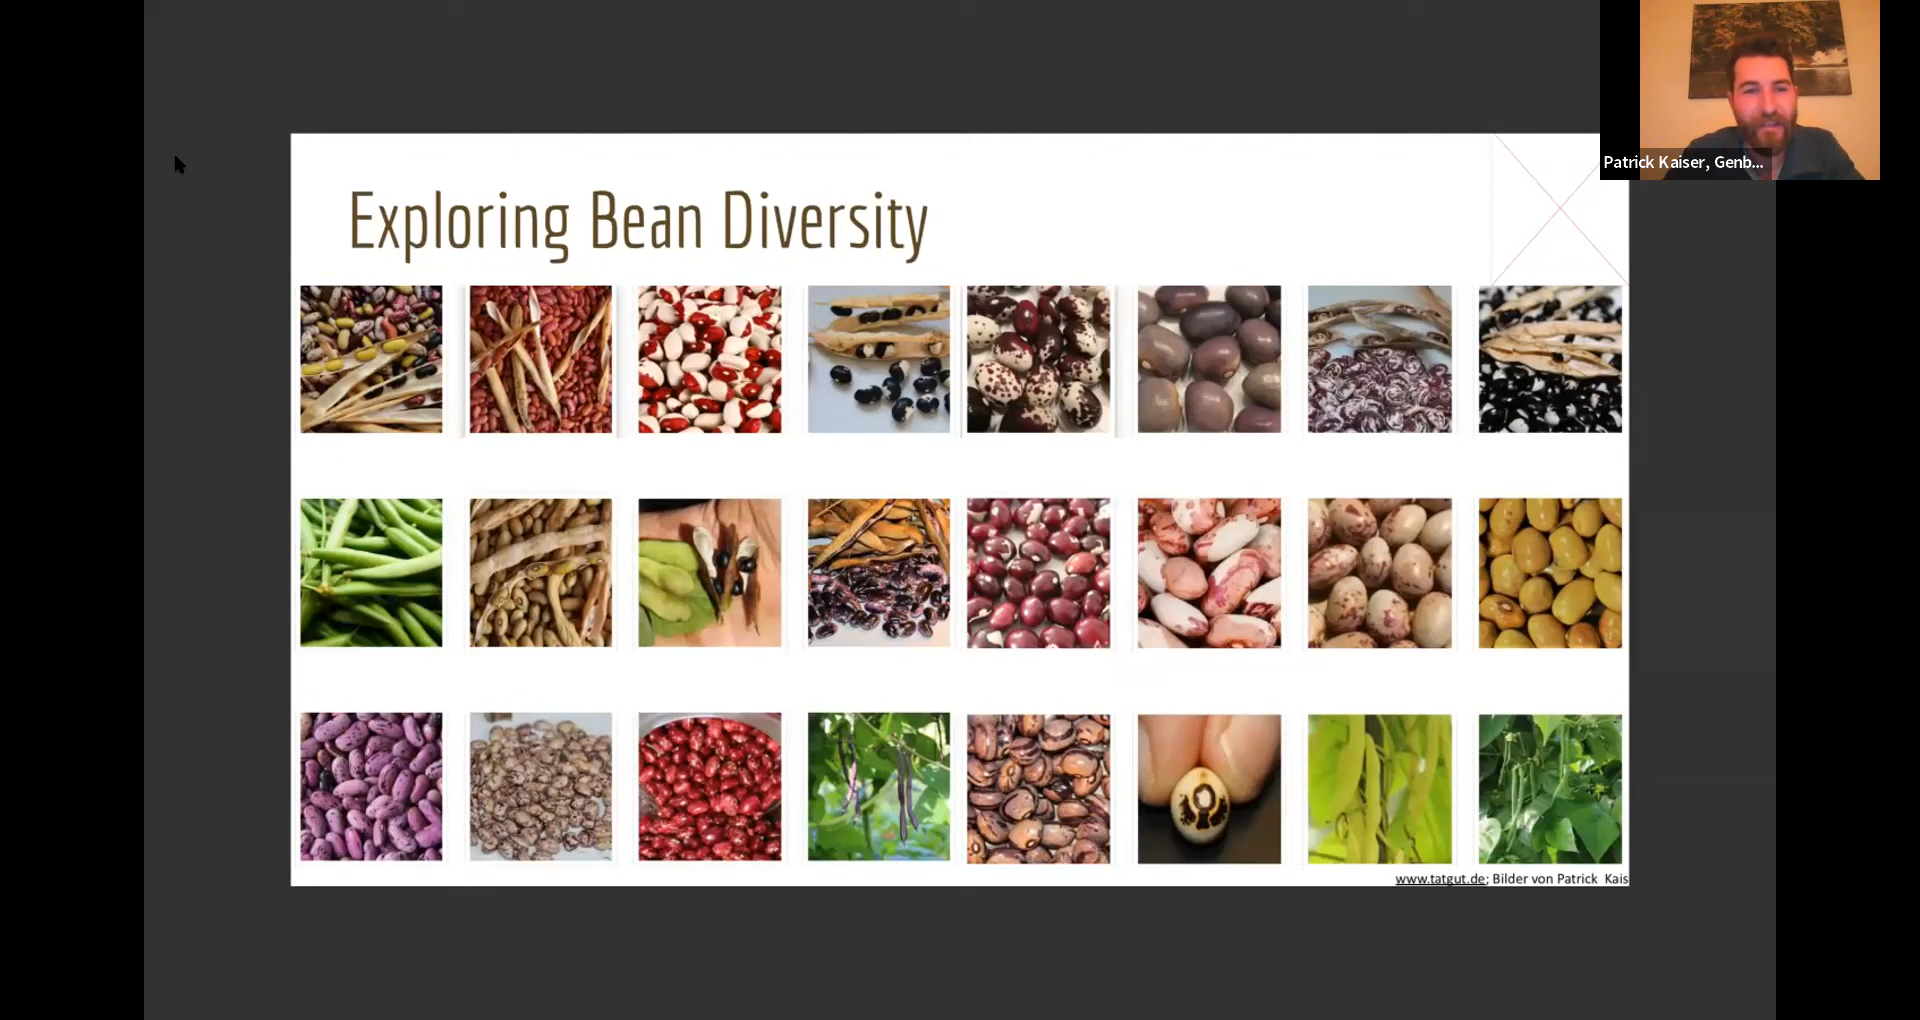 Patrick Kaiser, Genb...
Exploring Bean Diversity
www.tatgut.de; Bilder von Patrick Kais